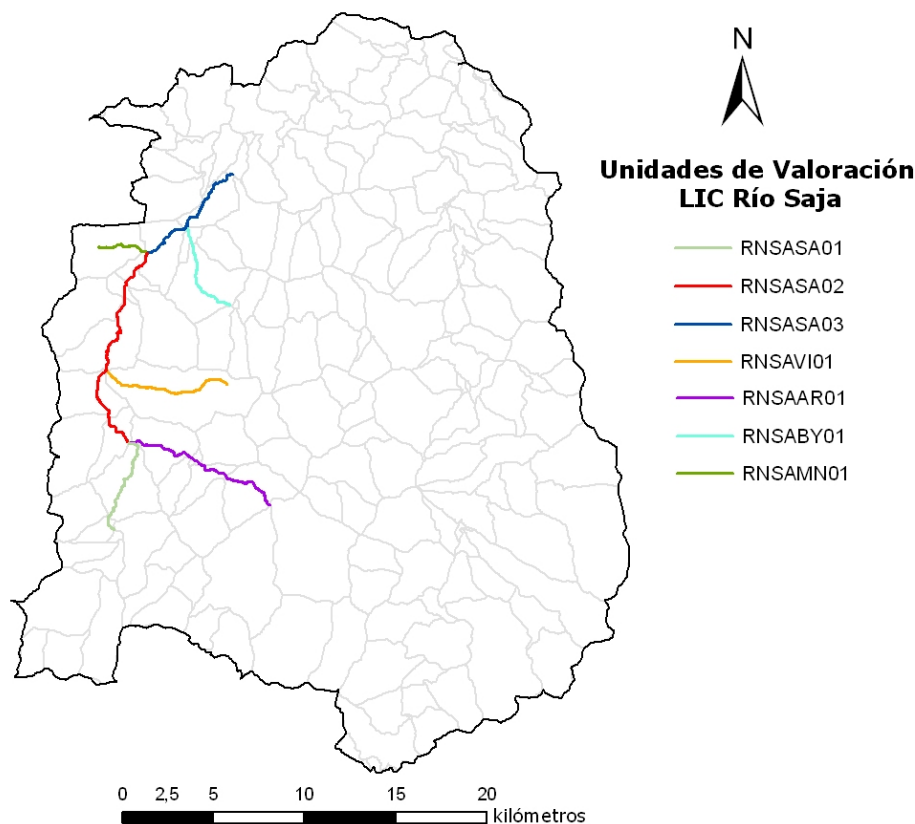 N
Unidades de Valoración
LIC Río Saja
RNSASA01
RNSASA02
RNSASA03
RNSAVI01
RNSAAR01
RNSABY01
RNSAMN01
0 2,5 5 10 15 20
kilómetros